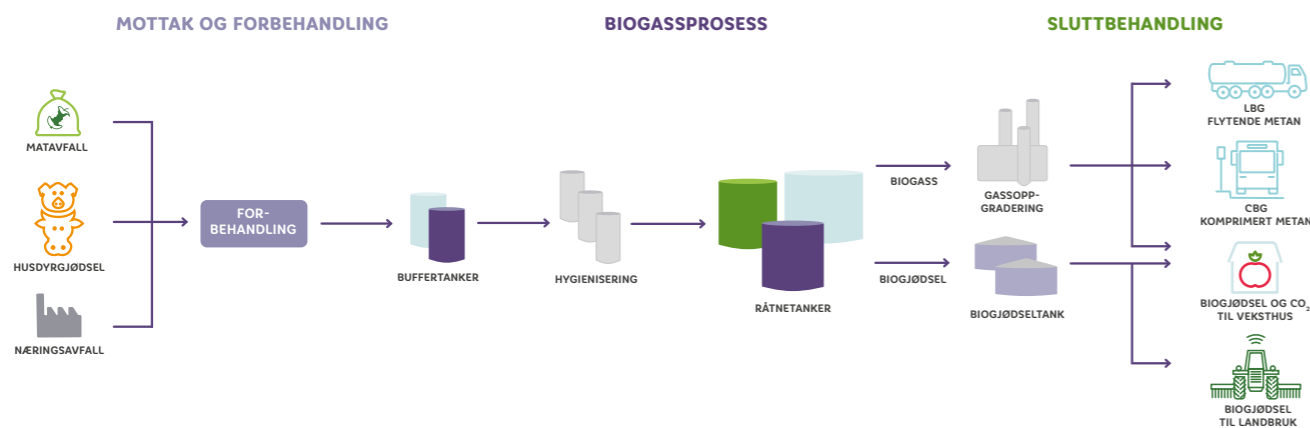 MOTTAK OG FORBEHANDLING
BIOGASSPROSESS
SLUTTBEHANDLING
MATAVFALL
HUSDYRGJØDSEL
NÆRINGSAVFALL
FOR-
BEHANDLING
BUFFERTANKER
HYGIENISERING
RÅTNETANKER
BIOGASS
BIOGJØDSEL
GASSOPP-
GRADERING
BIOGJØDSELTANK
LBG
FLYTENDE METAN
CBG
KOMPRIMERT METAN
BIOGJØDSEL OG CO₂
TIL VEKSTHUS
BIOGJØDSEL
TIL LANDBRUK